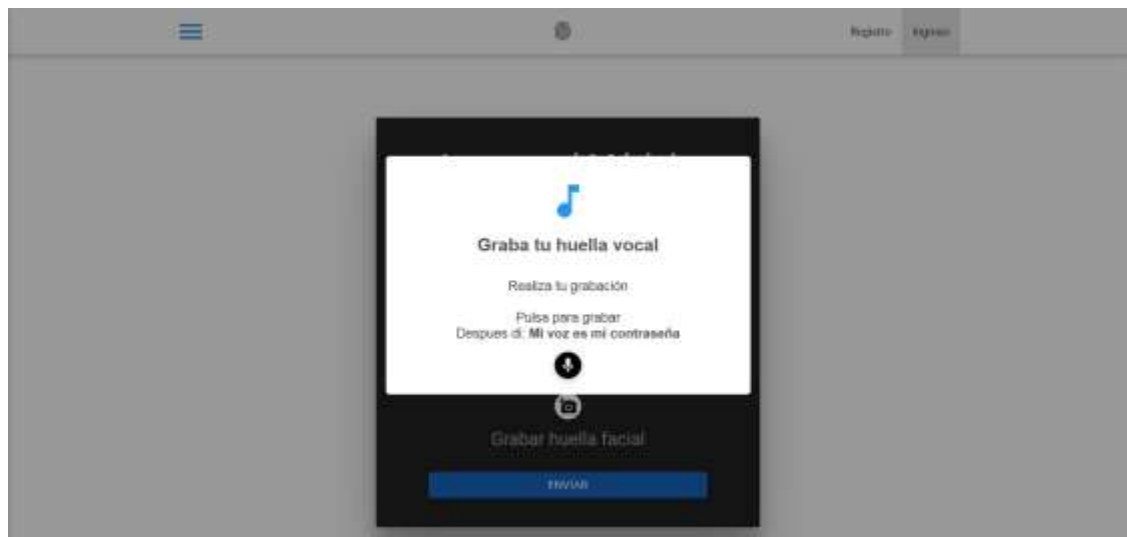 Registro Ingreso
Graba tu huella vocal
Realiza tu grabación
Pulsa para grabar
Despues di: Mi voz es mi contraseña
Grabar huella facial
ENVIAR